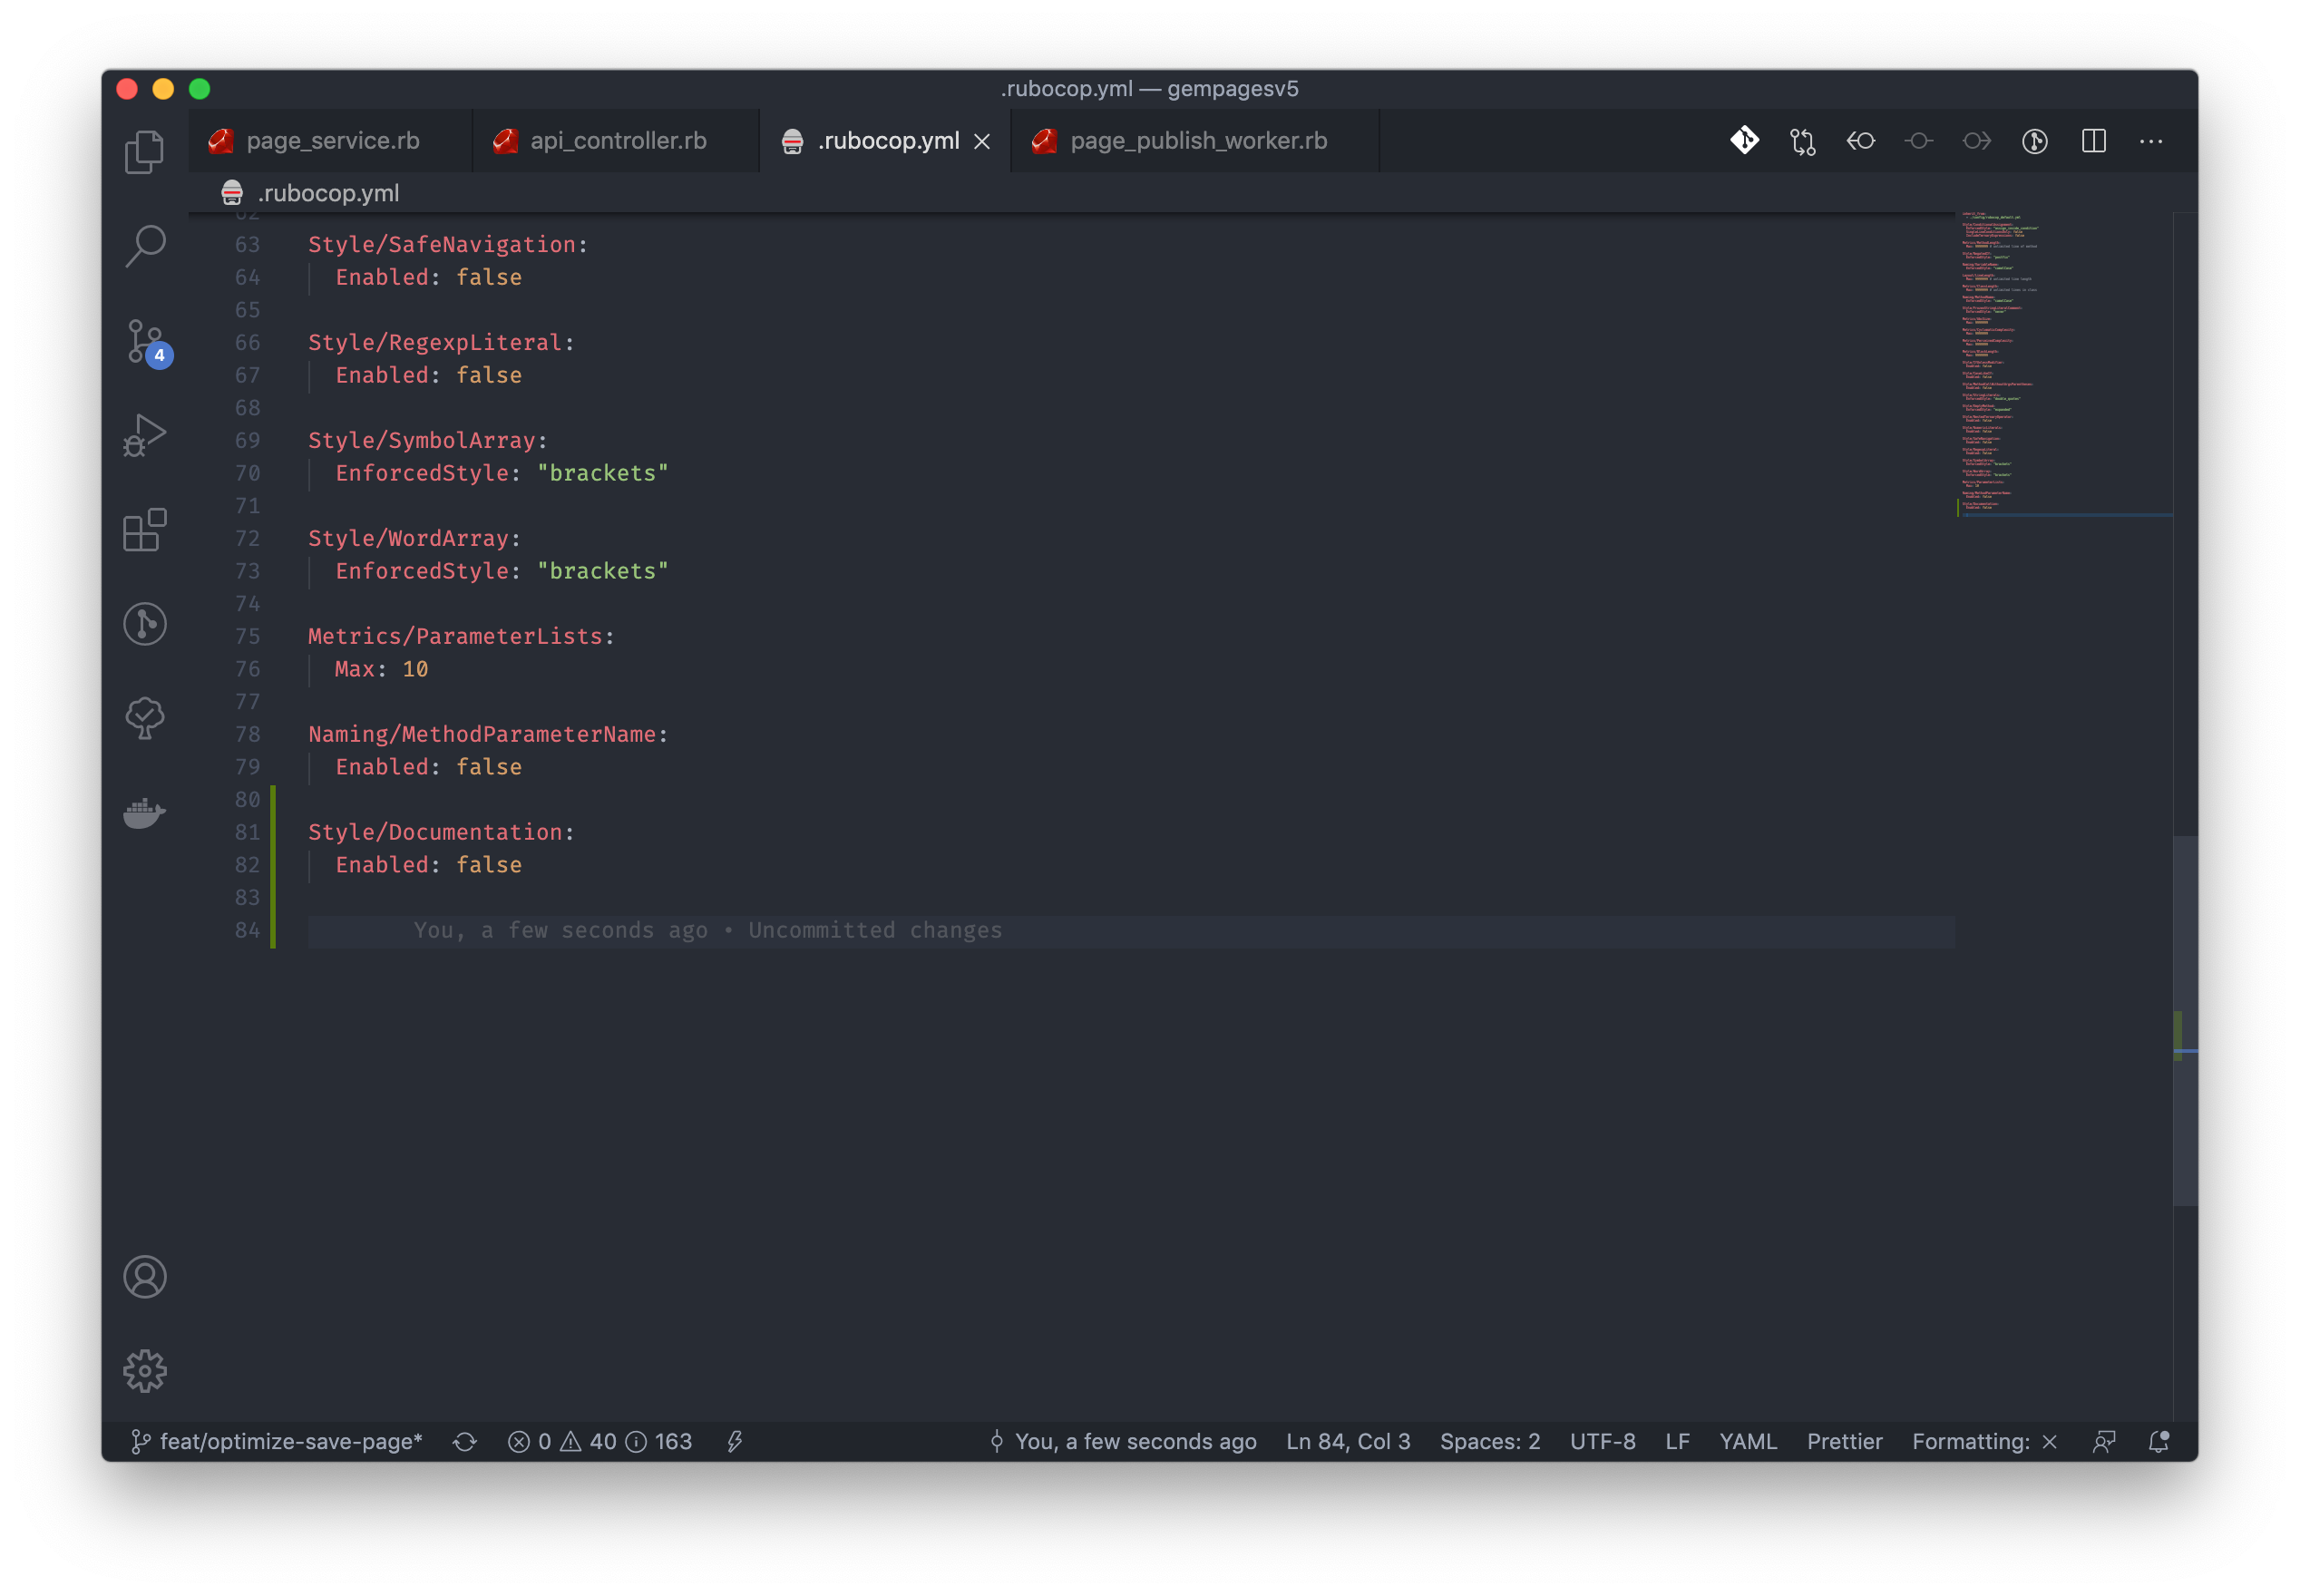 .rubocop.yml — gempagesv5
page_service.rb
api_controller.rb
.rubocop.yml
page_publish_worker.rb
.rubocop.yml
62
63 Style/SafeNavigation:
64 Enabled: false
65
66 Style/RegexpLiteral:
67 Enabled: false
68
69 Style/SymbolArray:
70 EnforcedStyle: "brackets"
71
72 Style/WordArray:
73 EnforcedStyle: "brackets"
74
75 Metrics/ParameterLists:
76 Max: 10
77
78 Naming/MethodParameterName:
79 Enabled: false
80
81 Style/Documentation:
82 Enabled: false
83
84 You, a few seconds ago • Uncommitted changes
4
feat/optimize-save-page* 0 40 163 You, a few seconds ago Ln 84, Col 3 Spaces: 2 UTF-8 LF YAML Prettier Formatting: ×